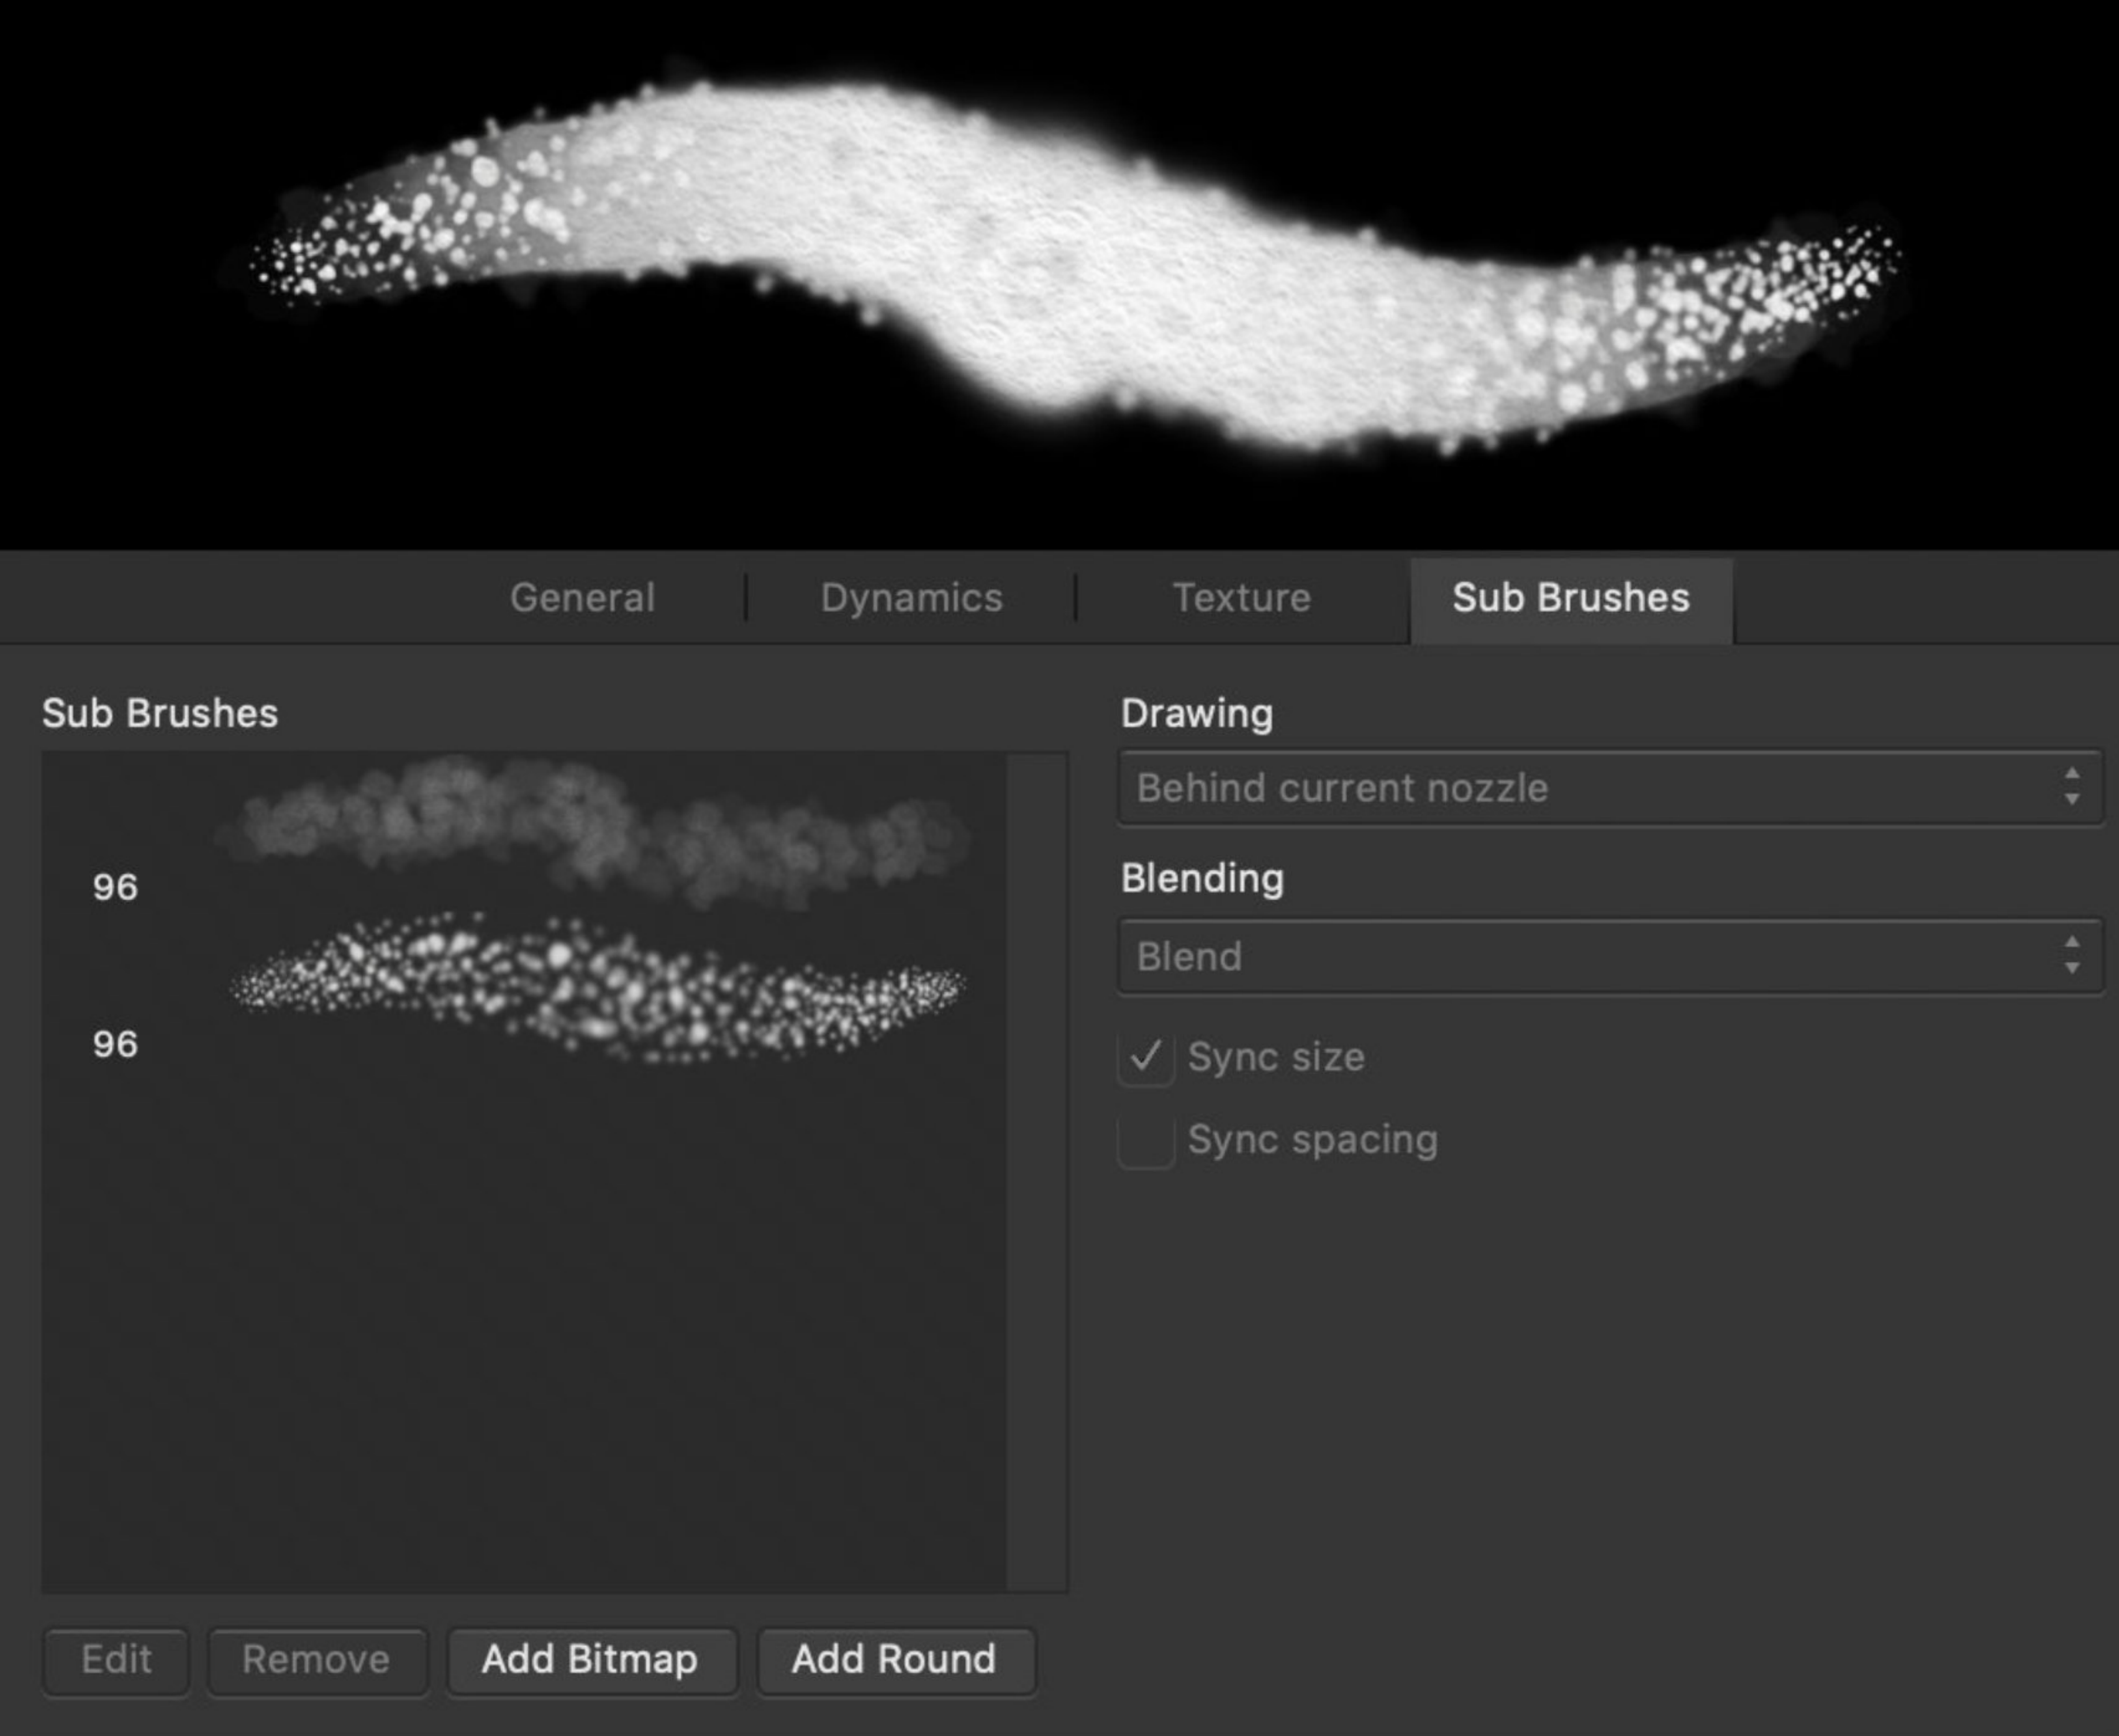 General
Dynamics
Texture
Sub Brushes
Sub Brushes
96
96
Edit
Remove
Add Bitmap
Add Round
Drawing
Behind current nozzle
Blending
Blend
Sync size
Sync spacing